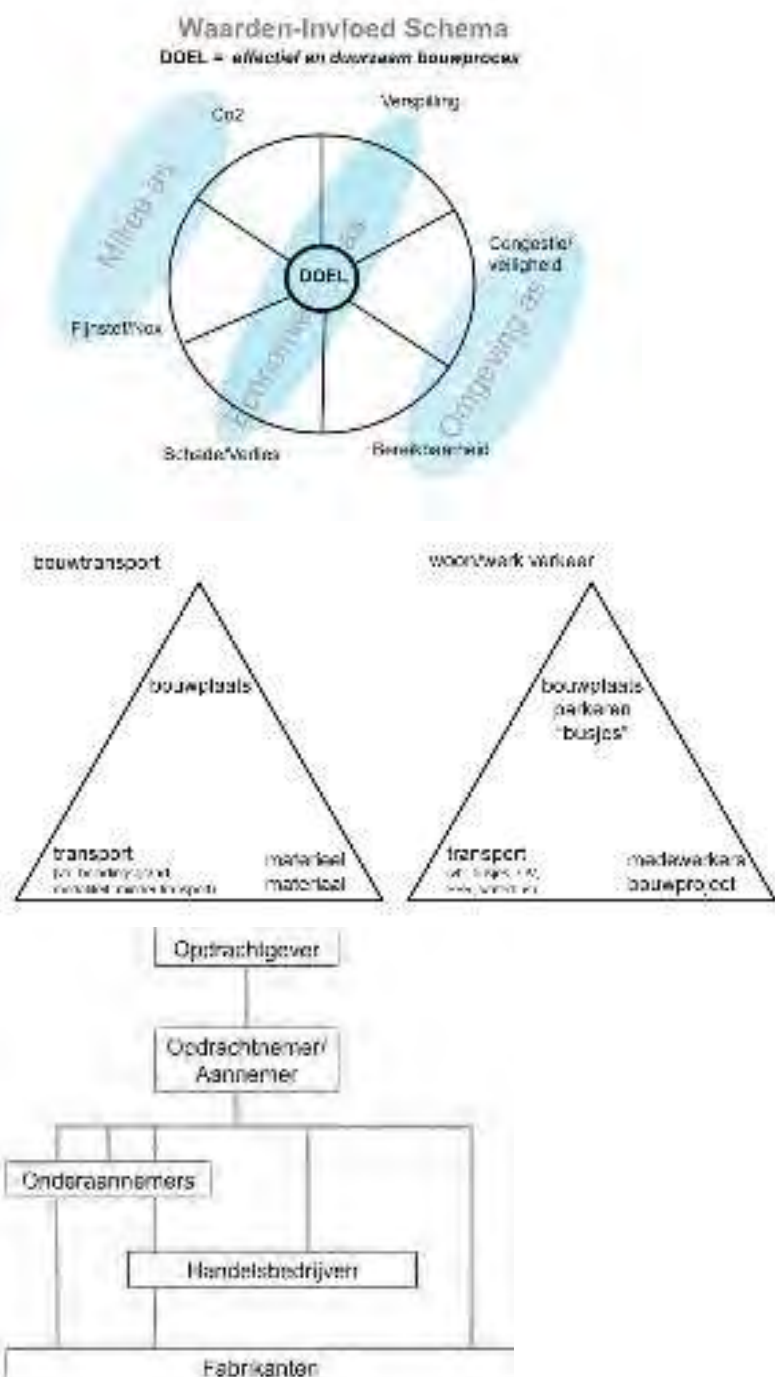 Waarden-Invloed Schema
DOEL = effectief en duurzaam bouwproces
Co2
Verspilling
Milieu as
Economie as
DOEL
Congestie/
veiligheid
Omgeving as
Fijnstof/Nox
Schade/Verlies
Bereikbaarheid
bouwtransport
bouwplaats
transport
materieel
materiaal
woon/werk verkeer
bouwplaats
parkeren
"busjes"
transport
medewerkers
bouwproject
Opdrachtgever
Opdrachtnemer/
Aannemer
Onderaannemers
Handelsbedrijven
Fabrikanten